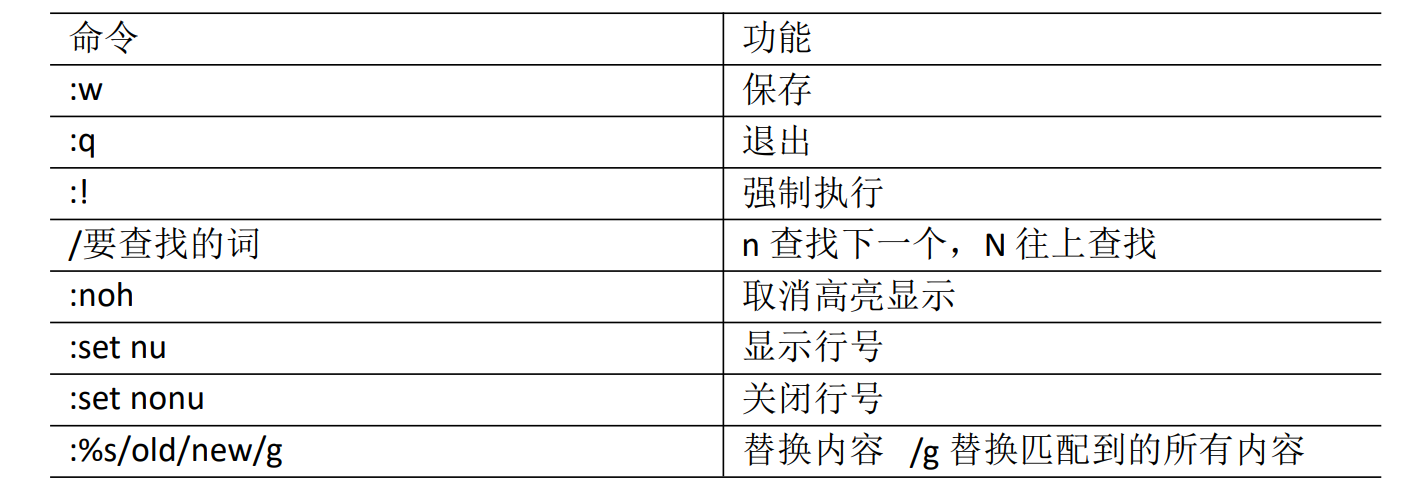 命令 功能
:w 保存
:q 退出
:! 强制执行
/要查找的词 n 查找下一个，N 往上查找
:noh 取消高亮显示
:set nu 显示行号
:set nonu 关闭行号
:%s/old/new/g 替换内容 /g 替换匹配到的所有内容